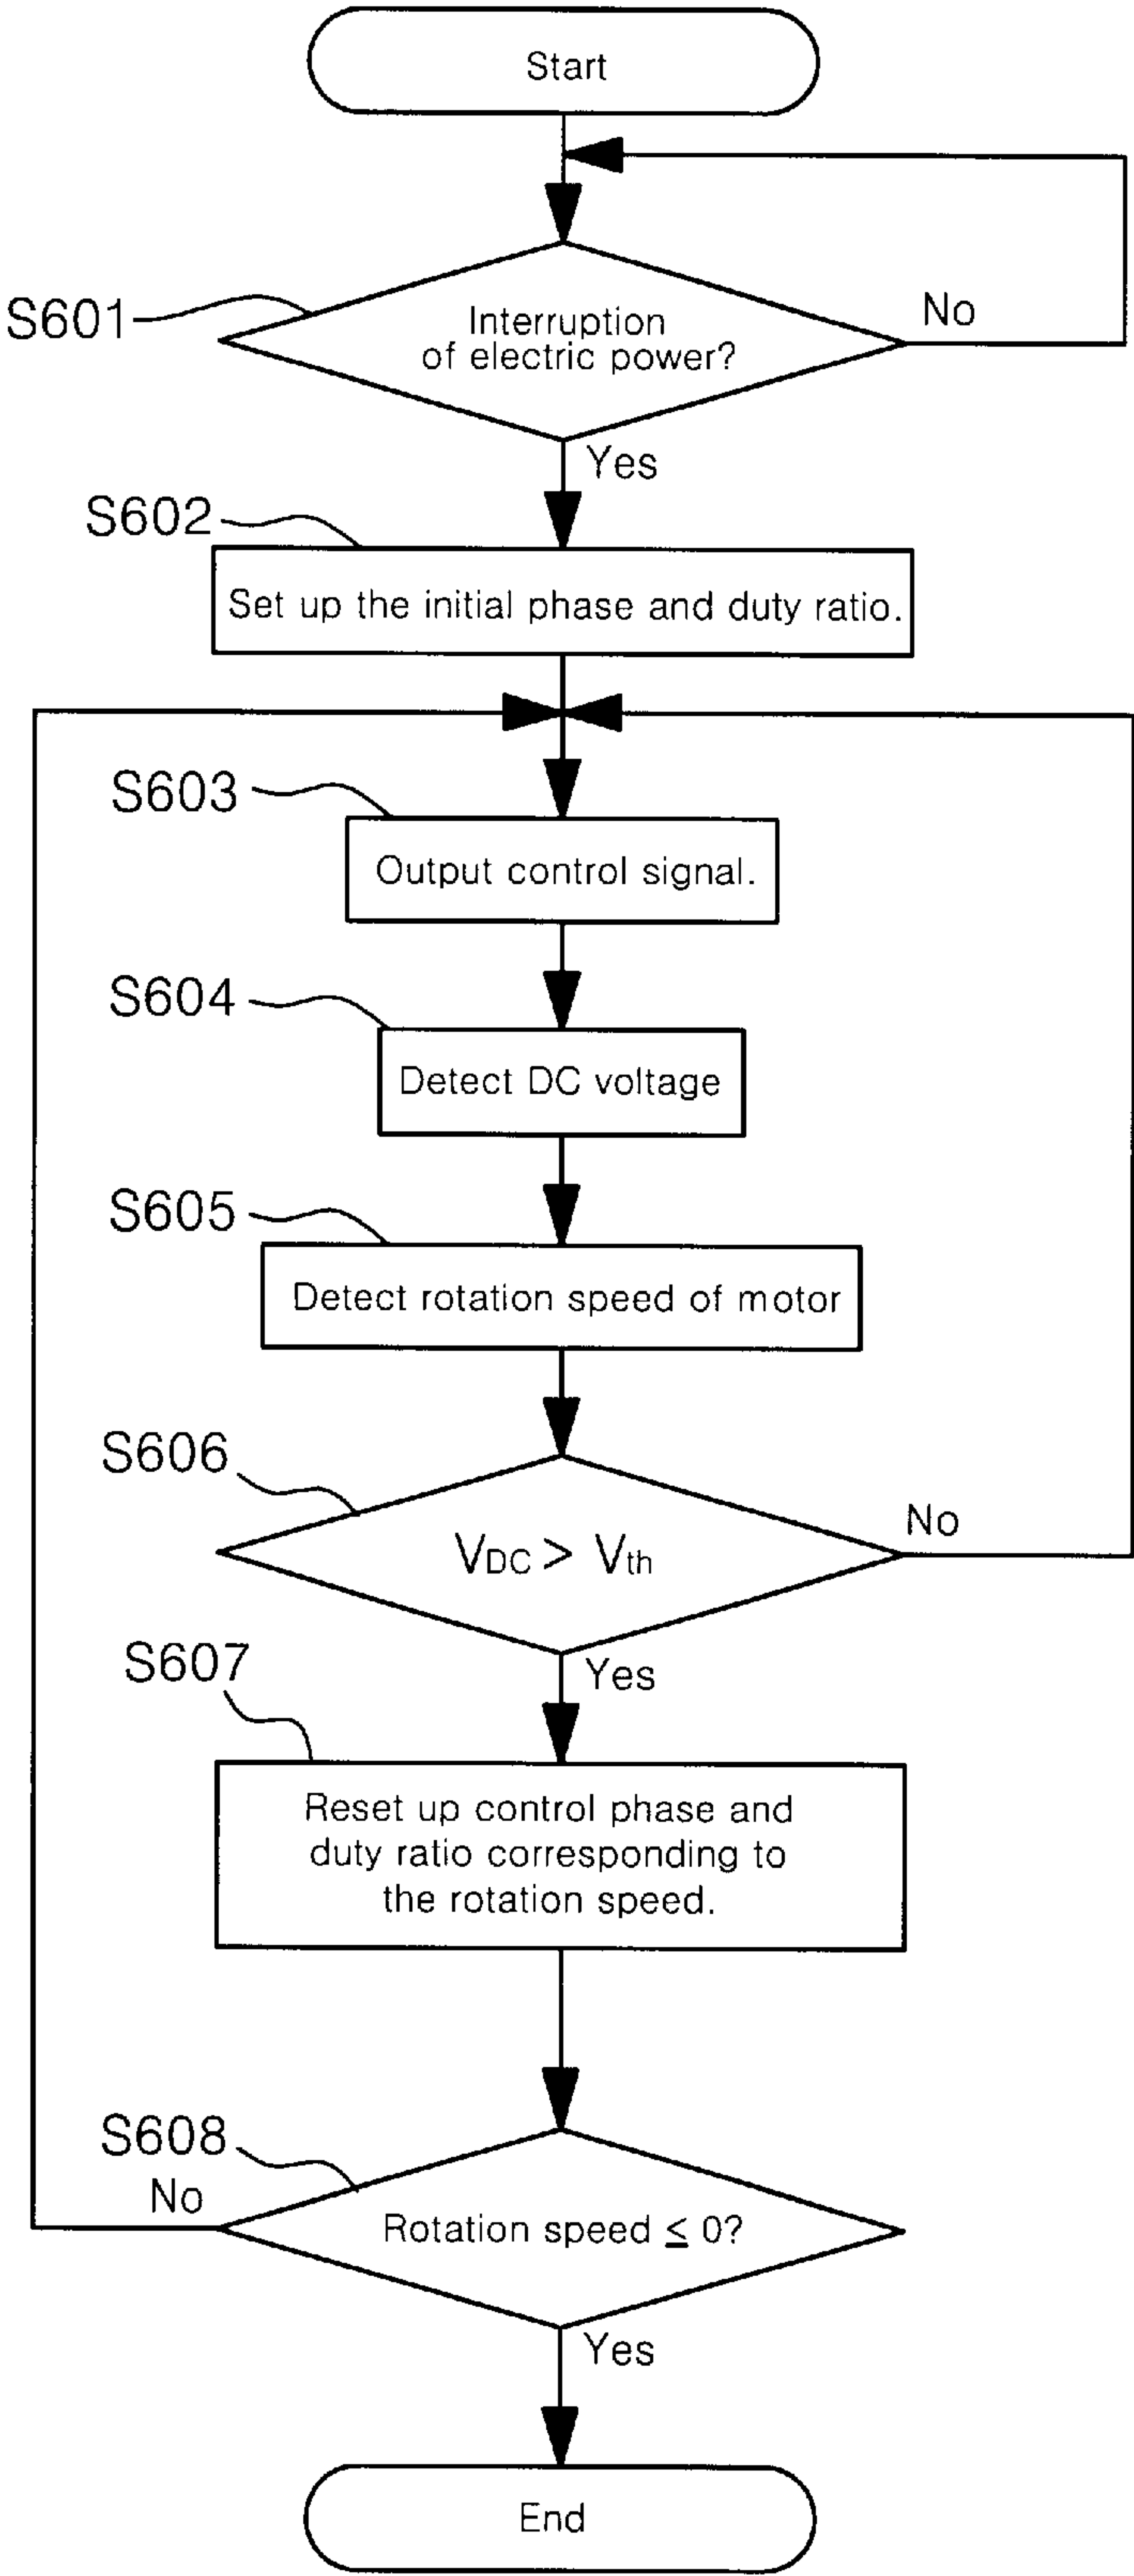 Start
S601
Interruption
of electric power?
No
Yes
S602
Set up the initial phase and duty ratio.
S603
Output control signal.
S604
Detect DC voltage
S605
Detect rotation speed of motor
S606
VDC > Vth
No
Yes
S607
Reset up control phase and
duty ratio corresponding to
the rotation speed.
S608
No
Rotation speed ≤ 0?
Yes
End